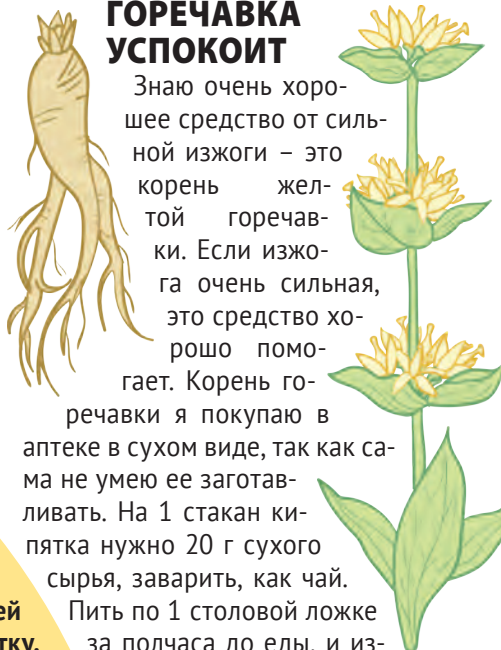 ГОРЕЧАВКА
УСПОКОИТ
Знаю очень хоро-
шее средство от силь-
ной изжоги – это
корень жел-
той горечав-
ки. Если изжо-
га очень сильная,
это средство хо-
рошо помо-
гает. Корень го-
речавки я покупаю в
аптеке в сухом виде, так как са-
ма не умею ее заготав-
ливать. На 1 стакан ки-
пятка нужно 20 г сухого
сырья, заварить, как чай.
Пить по 1 столовой ложке
за полчаса до еды, и из-
ей
тку.